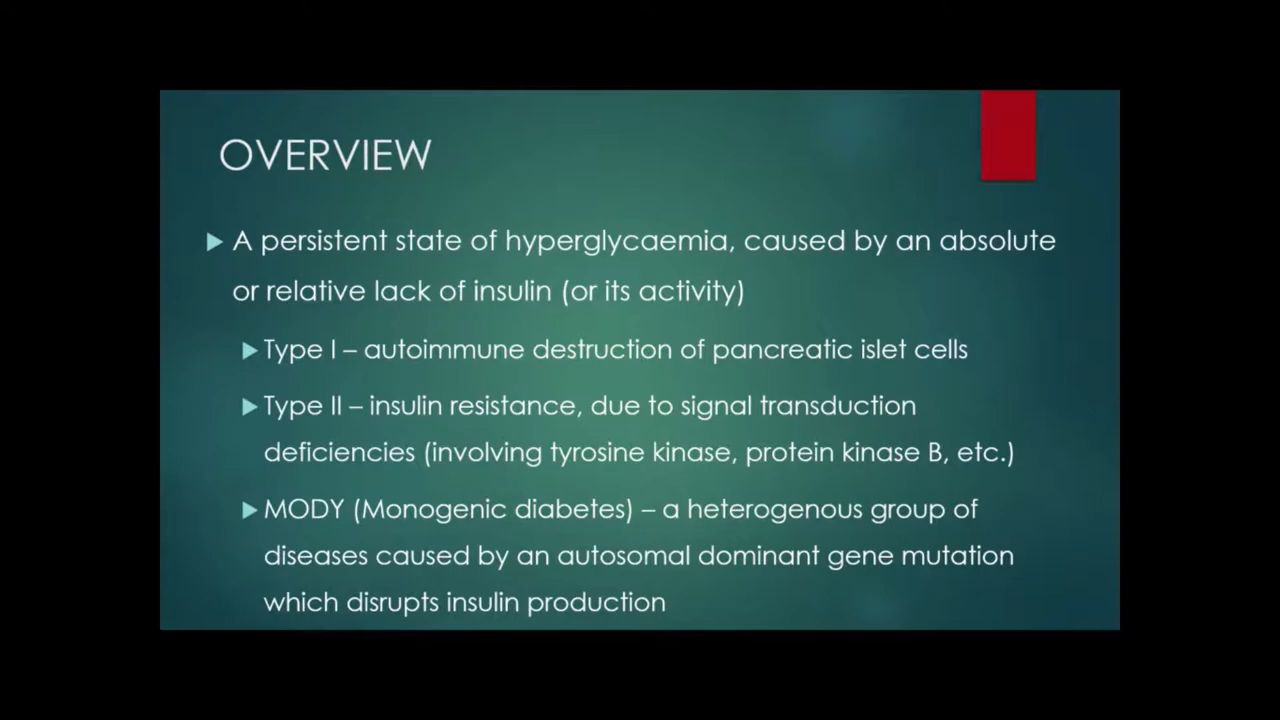 OVERVIEW
A persistent state of hyperglycaemia, caused by an absolute
or relative lack of insulin (or its activity)
Type I – autoimmune destruction of pancreatic islet cells
Type II – insulin resistance, due to signal transduction
deficiencies (involving tyrosine kinase, protein kinase B, etc.)
MODY (Monogenic diabetes) – a heterogenous group of
diseases caused by an autosomal dominant gene mutation
which disrupts insulin production